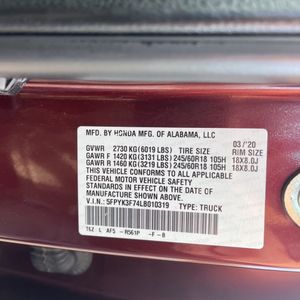 MFD. BY HONDA MFG. OF ALABAMA, LLC 03/'20
GVWR 2730 KG (6019 LBS) TIRE SIZE RIM SIZE
GAWR F 1420 KG (3131 LBS) 245/60R18 105H 18X8.0J
GAWR R 1460 KG (3219 LBS) 245/60R18 105H 18X8.0J
THIS VEHICLE CONFORMS TO ALL APPLICABLE
FEDERAL MOTOR VEHICLE SAFETY
STANDARDS IN EFFECT ON THE DATE OF
MANUFACTURE SHOWN ABOVE.
V.I.N.: 5FPYK3F74LB010319 TYPE: TRUCK
T6Z L AF5 -R561P -F-B